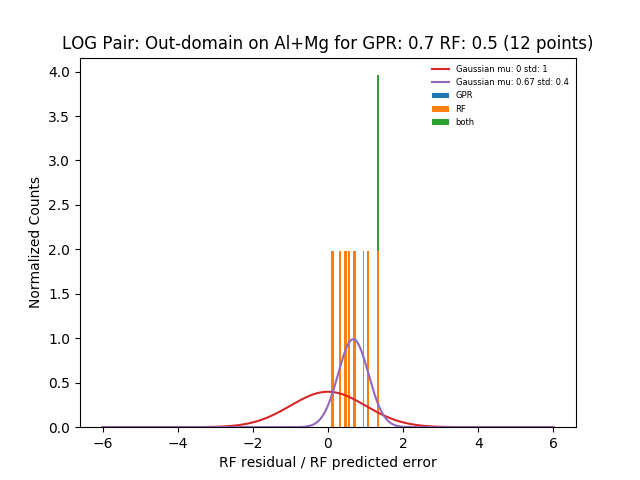 LOG Pair: Out-domain on Al+Mg for GPR: 0.7 RF: 0.5 (12 points)
Gaussian mu: 0 std: 1
Gaussian mu: 0.67 std: 0.4
GPR
RF
both
Normalized Counts
4.0
3.5
3.0
2.5
2.0
1.5
1.0
0.5
0.0
−6 −4 −2 0 2 4 6
RF residual / RF predicted error